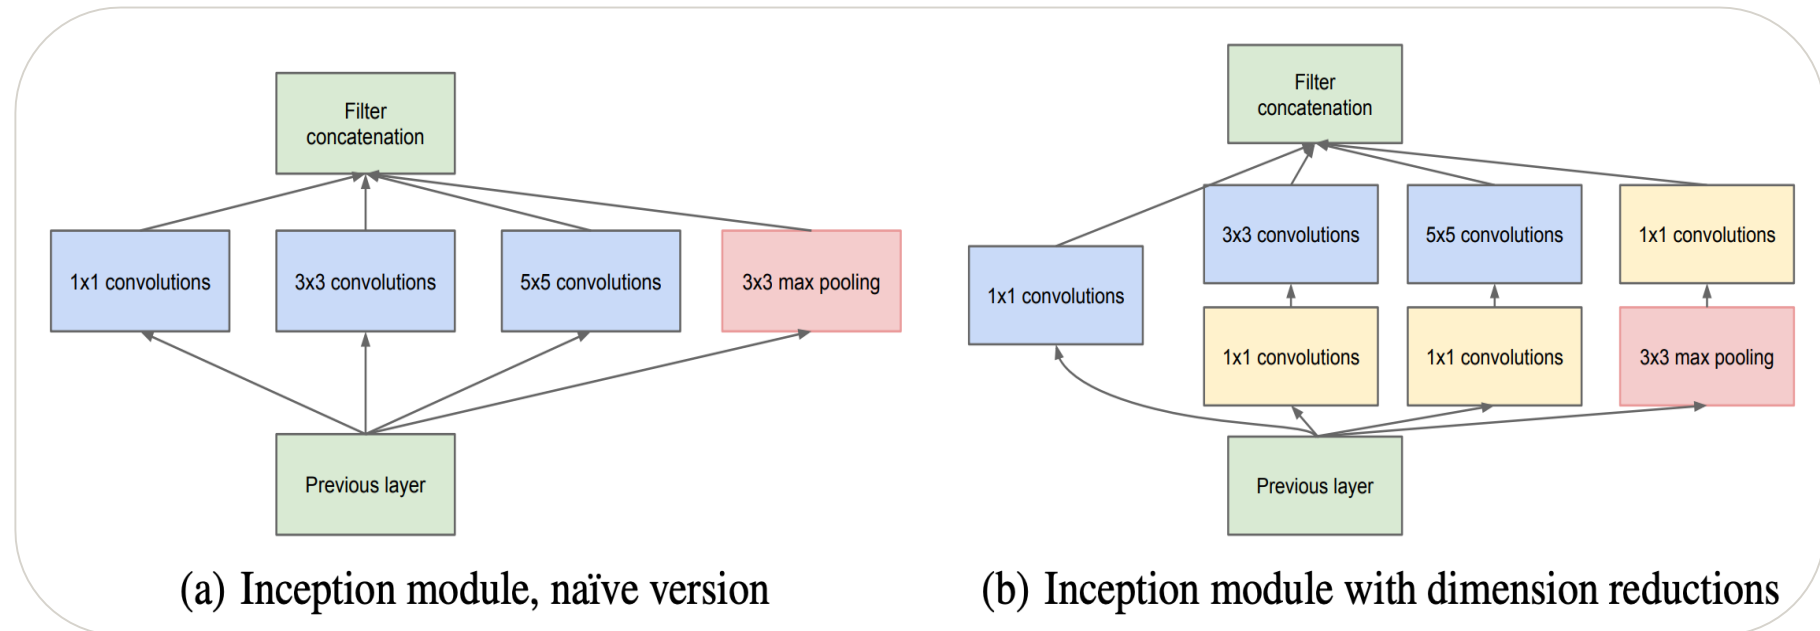 Filter
concatenation
1x1 convolutions
3x3 convolutions
5x5 convolutions
3x3 max pooling
Previous layer
(a) Inception module, naïve version
Filter
concatenation
3x3 convolutions
5x5 convolutions
1x1 convolutions
1x1 convolutions
1x1 convolutions
1x1 convolutions
3x3 max pooling
Previous layer
(b) Inception module with dimension reductions